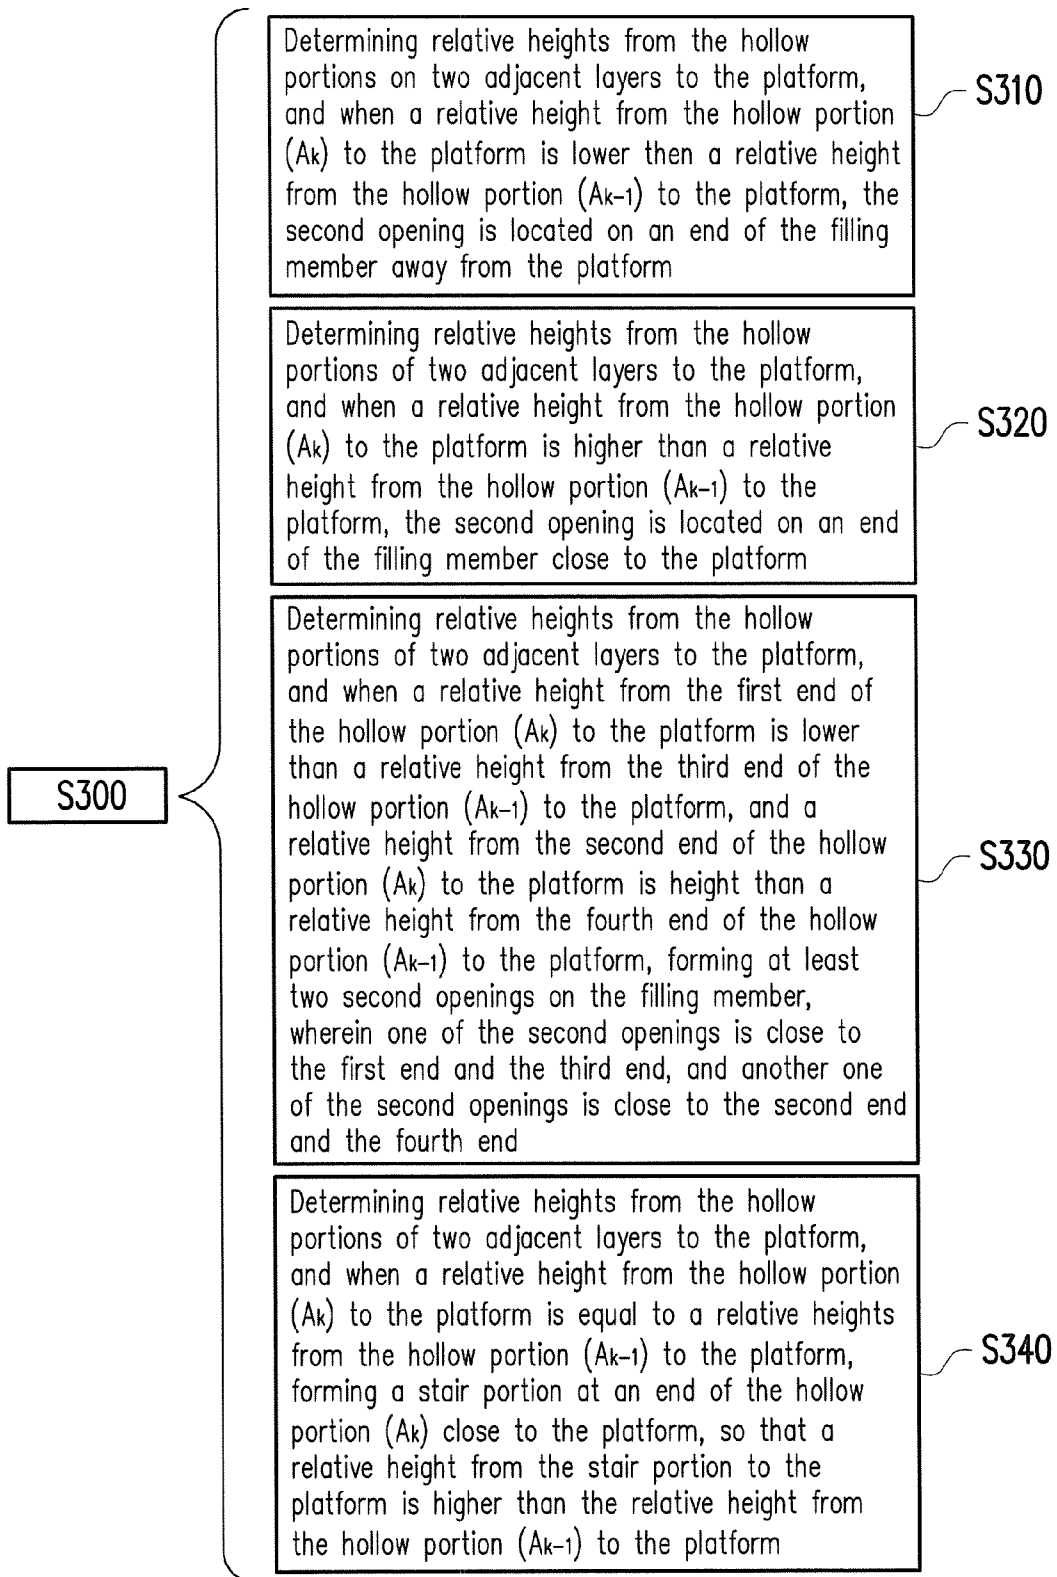 Determining relative heights from the hollow
portions on two adjacent layers to the platform,
and when a relative height from the hollow portion
(Ak) to the platform is lower then a relative height
from the hollow portion (Ak-1) to the platform, the
second opening is located on an end of the filling
member away from the platform
S310
Determining relative heights from the hollow
portions of two adjacent layers to the platform,
and when a relative height from the hollow portion
(Ak) to the platform is higher than a relative
height from the hollow portion (Ak-1) to the
platform, the second opening is located on an end
of the filling member close to the platform
S320
S300
Determining relative heights from the hollow
portions of two adjacent layers to the platform,
and when a relative height from the first end of
the hollow portion (Ak) to the platform is lower
than a relative height from the third end of the
hollow portion (Ak-1) to the platform, and a
relative height from the second end of the hollow
portion (Ak) to the platform is height than a
relative height from the fourth end of the hollow
portion (Ak-1) to the platform, forming at least
two second openings on the filling member,
wherein one of the second openings is close to
the first end and the third end, and another one
of the second openings is close to the second end
and the fourth end
S330
Determining relative heights from the hollow
portions of two adjacent layers to the platform,
and when a relative height from the hollow portion
(Ak) to the platform is equal to a relative heights
from the hollow portion (Ak-1) to the platform,
forming a stair portion at an end of the hollow
portion (Ak) close to the platform, so that a
relative height from the stair portion to the
platform is higher than the relative height from
the hollow portion (Ak-1) to the platform
S340